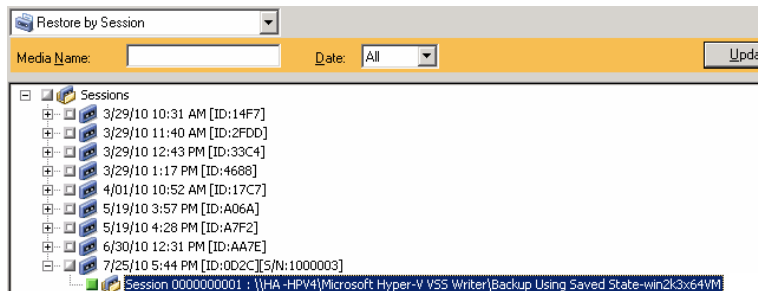 Restore by Session
Media Name: Date: All Upda
Sessions
3/29/10 10:31 AM [ID:14F7]
3/29/10 11:40 AM [ID:2FDD]
3/29/10 12:43 PM [ID:33C4]
3/29/10 1:17 PM [ID:4688]
4/01/10 10:52 AM [ID:17C7]
5/19/10 3:57 PM [ID:A06A]
5/19/10 4:28 PM [ID:A7F2]
6/30/10 12:31 PM [ID:AA7E]
7/25/10 5:44 PM [ID:0D2C][S/N:1000003]
Session 0000000001 : \\HA-HPV4\Microsoft Hyper-V VSS Writer\Backup Using Saved State-win2k3x64VM